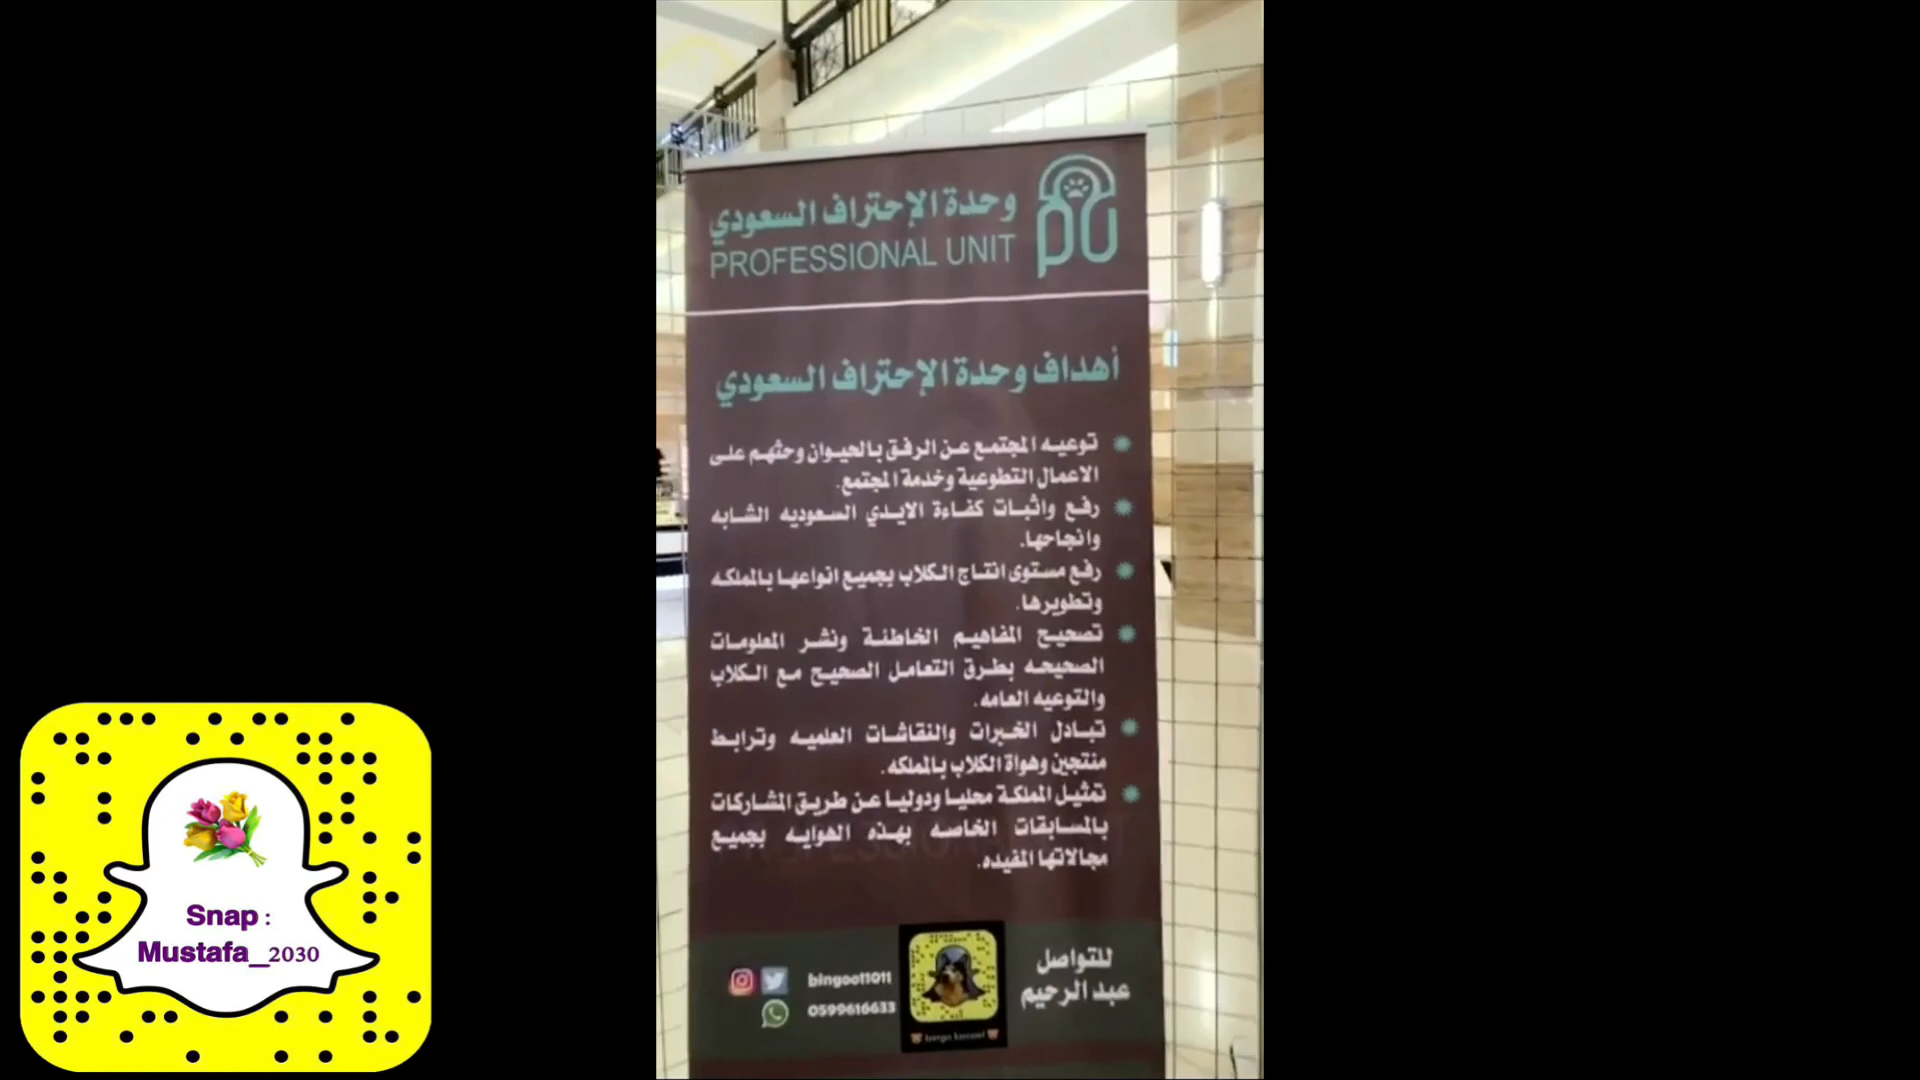 وحدة الإحتراف السعودي
PROFESSIONAL UNIT
أهداف وحدة الإحتراف السعودي
توعيه المجتمع عن الرفق بالحيوان وحثهم على
الاعمال التطوعية وخدمة المجتمع.
رفع واثبات كفاءة الايدي السعوديه الشابه
وانجاحها.
رفع مستوى انتاج الكلاب بجميع انواعها بالمملكه
وتطويرها.
تصحيح المفاهيم الخاطئة ونشر المعلومات
الصحيحه بطرق التعامل الصحيح مع الكلاب
والتوعيه العامه.
تبادل الخبرات والنقاشات العلميه وترابط
منتجين وهواة الكلاب بالمملكه.
تمثيل المملكة محليا ودوليا عن طريق المشاركات
بالمسابقات الخاصه بهذه الهوايه بجميع
مجالاتها المفيده.
للتواصل
عبد الرحيم
bingoo11011
0599616633
Snap :
Mustafa_2030